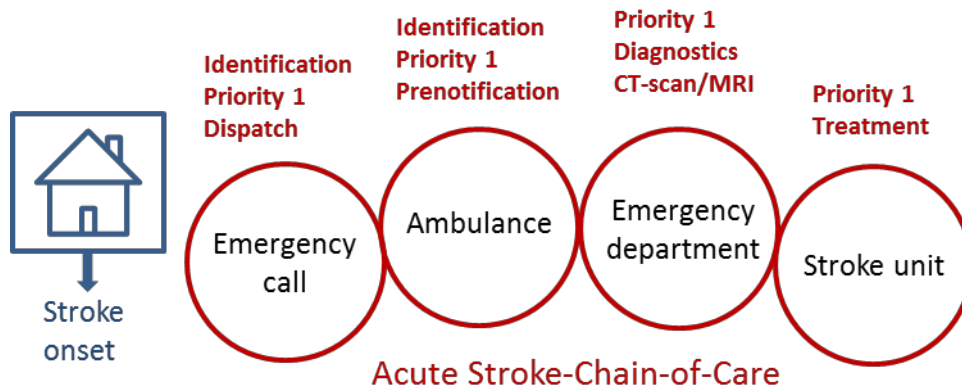 Stroke
onset
Identification
Priority 1
Dispatch
Emergency
call
Identification
Priority 1
Prenotification
Ambulance
Priority 1
Diagnostics
CT-scan/MRI
Emergency
department
Priority 1
Treatment
Stroke unit
Acute Stroke-Chain-of-Care